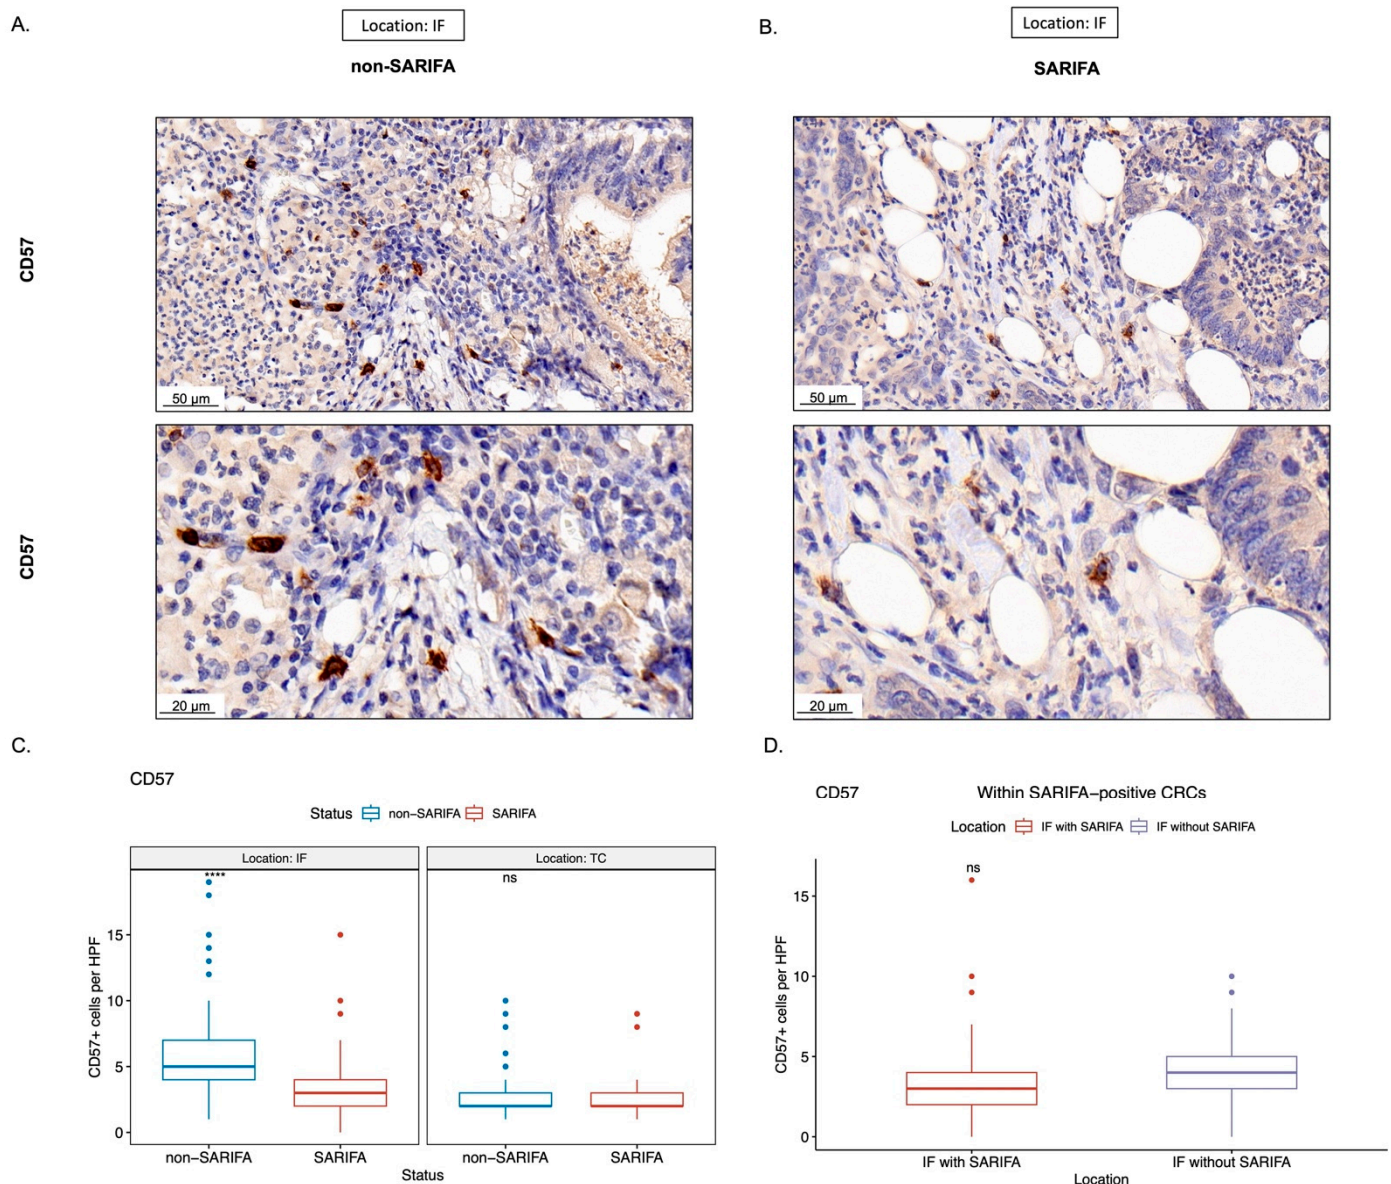 A.
Location: IF
non-SARIFA
B.
Location: IF
SARIFA
CD57
50 µm
50 µm
CD57
20 µm
20 µm
C.
CD57
Status non–SARIFA SARIFA
Location: IF
Location: TC
****
ns
CD57+ cells per HPF
15
10
5
0
non–SARIFA
SARIFA
non–SARIFA
SARIFA
Status
D.
CD57
Within SARIFA–positive CRCs
Location IF with SARIFA IF without SARIFA
ns
CD57+ cells per HPF
15
10
5
0
IF with SARIFA
IF without SARIFA
Location